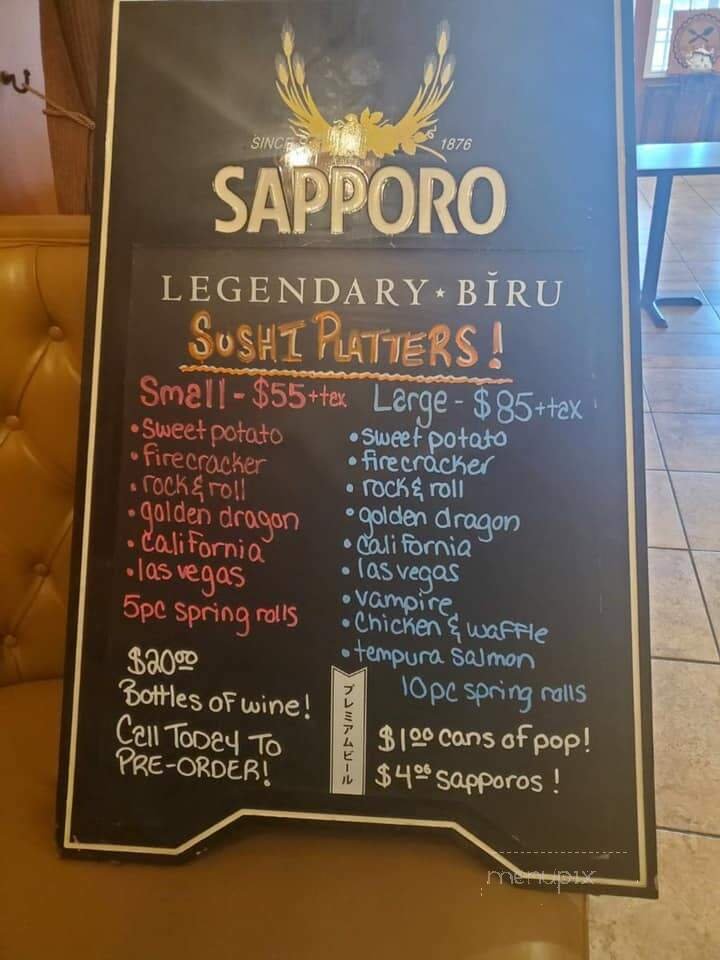 SINCE 1876
SAPPORO
LEGENDARY ★ BĬRU
SUSHI PLATTERS!
Small - $55++tax
• sweet potato
• firecracker
• rock & roll
• golden dragon
• California
• las vegas
5pc spring rolls
Large - $85++tax
• sweet potato
• firecracker
• rock & roll
• golden dragon
• California
• las vegas
• vampire
• Chicken & waffle
• tempura salmon
10pc spring rolls
$20.00
Bottles of wine!
Call TODAY TO
PRE-ORDER!
プレミアムビール
$1.00 cans of pop!
$4.06 sapporos!
menupix